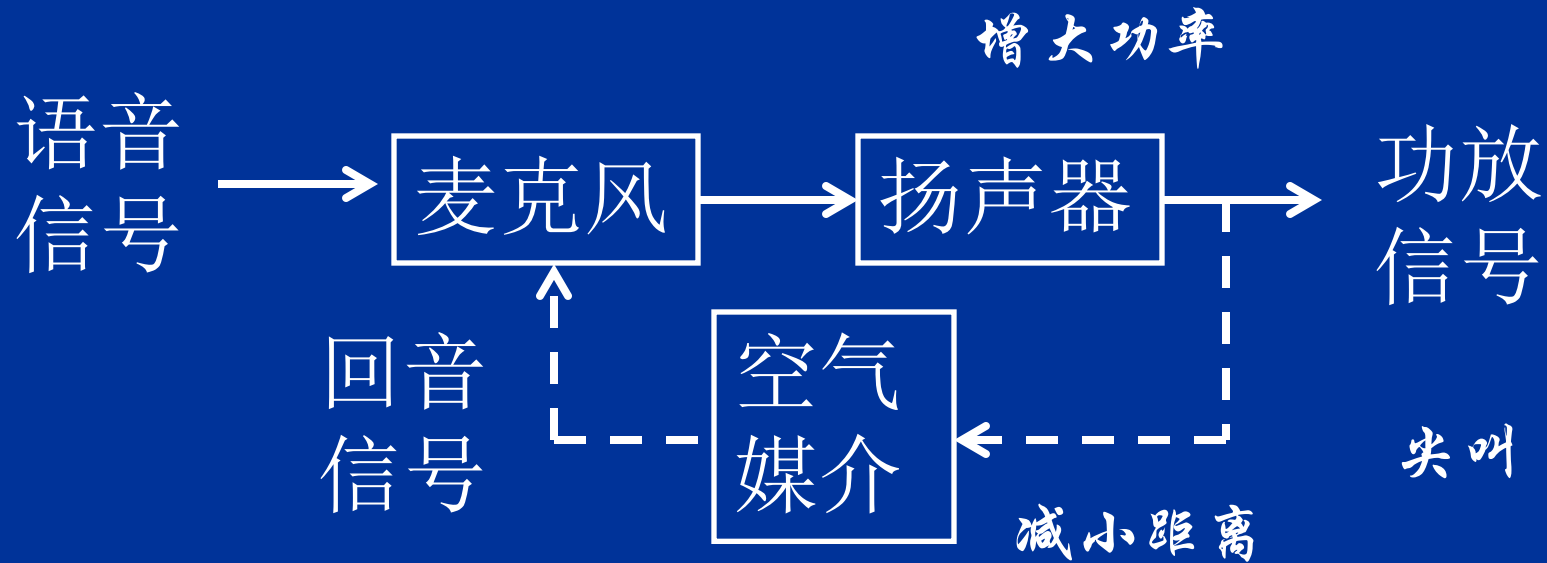 增大功率
语音
信号
麦克风
扬声器
功放
信号
回音
信号
空气
媒介
尖叫
减小距离